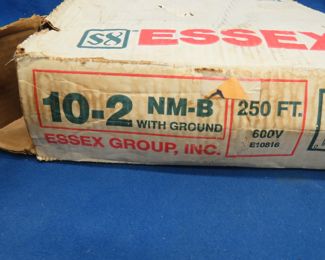 ESSEX
10-2 NM-B
WITH GROUND
250 FT.
600V
E10816
ESSEX GROUP, INC.